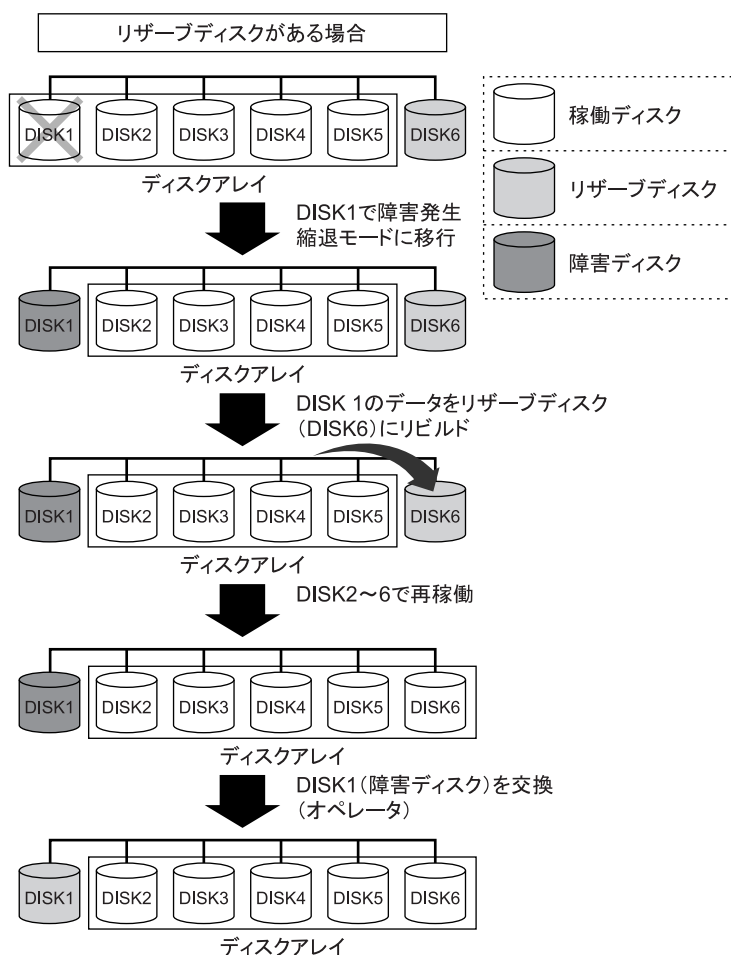 リザーブディスクがある場合
DISK1 DISK2 DISK3 DISK4 DISK5 DISK6
ディスクアレイ
稼働ディスク
リザーブディスク
障害ディスク
DISK1で障害発生
縮退モードに移行
DISK1 DISK2 DISK3 DISK4 DISK5 DISK6
ディスクアレイ
DISK 1のデータをリザーブディスク
(DISK6)にリビルド
DISK1 DISK2 DISK3 DISK4 DISK5 DISK6
ディスクアレイ
DISK2~6で再稼働
DISK1 DISK2 DISK3 DISK4 DISK5 DISK6
ディスクアレイ
DISK1(障害ディスク)を交換
(オペレータ)
DISK1 DISK2 DISK3 DISK4 DISK5 DISK6
ディスクアレイ